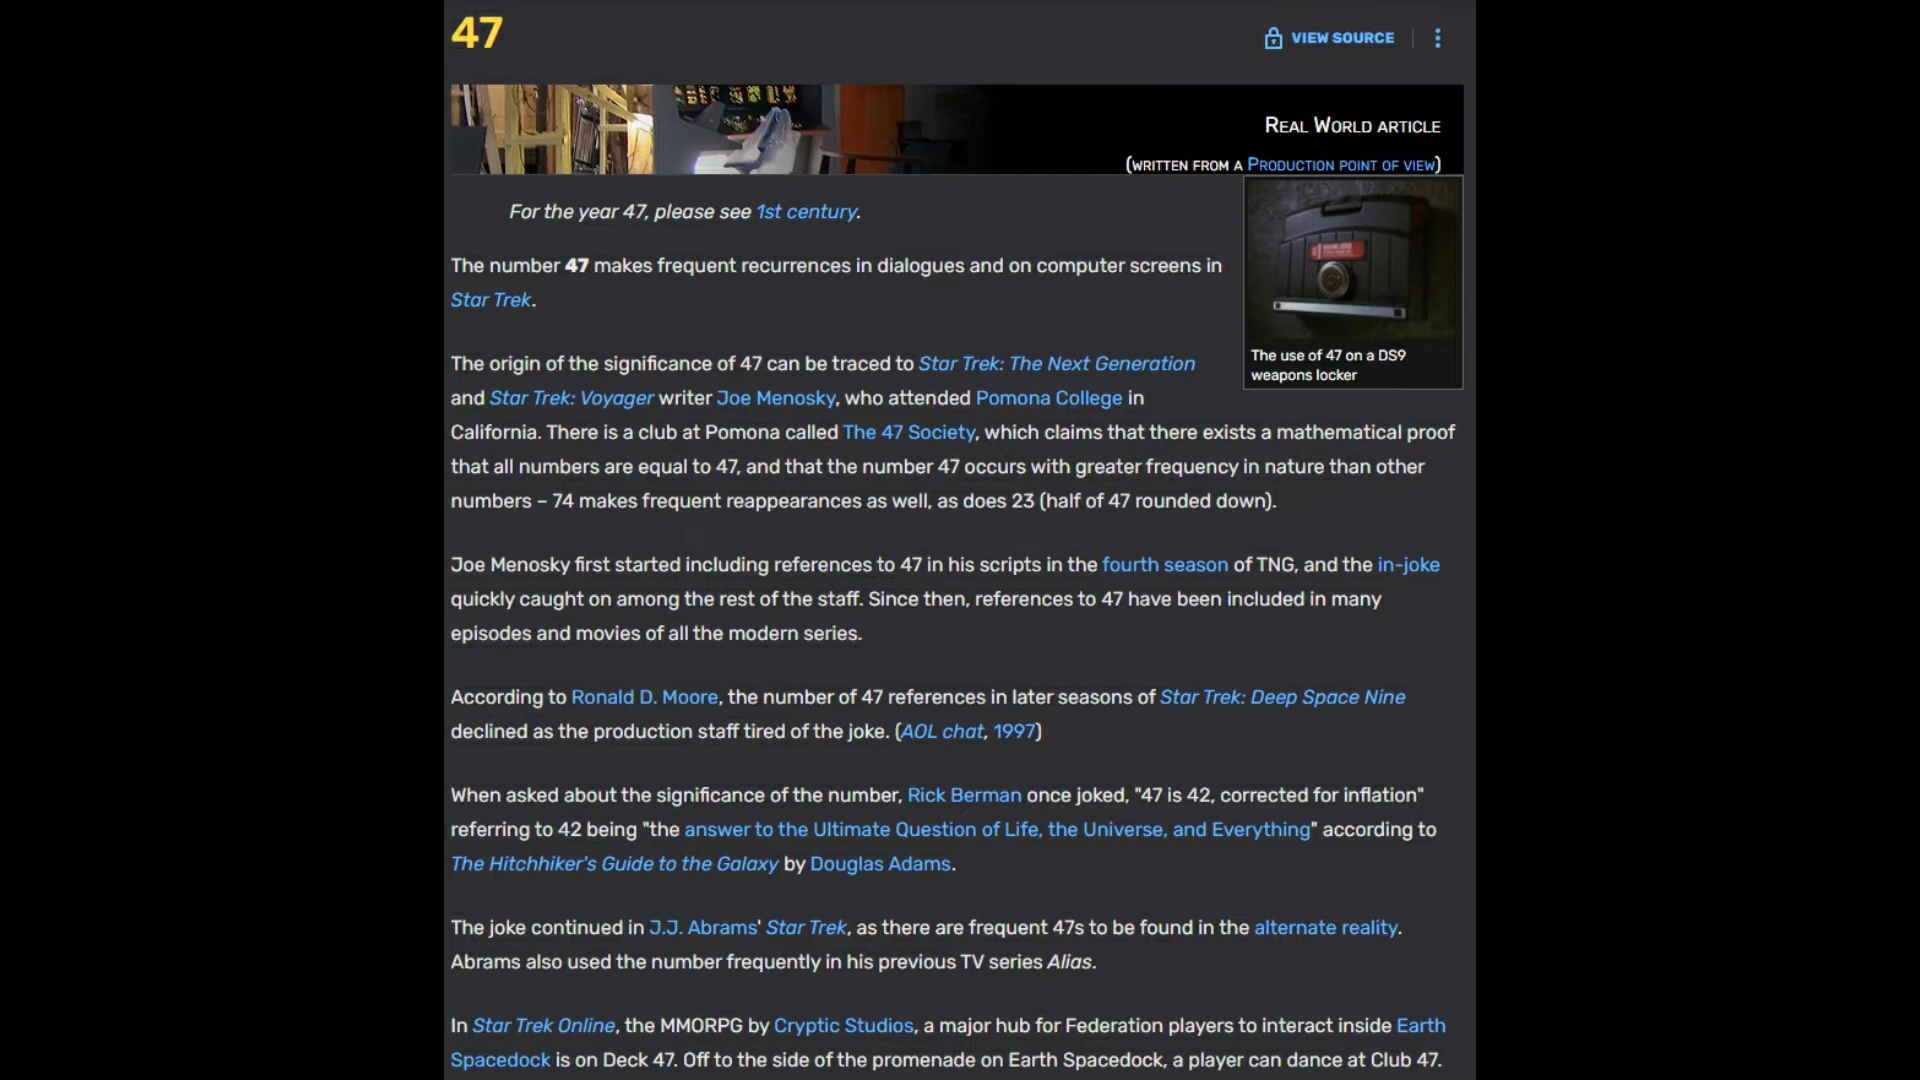 47
VIEW SOURCE
REAL WORLD ARTICLE
(WRITTEN FROM A PRODUCTION POINT OF VIEW)
For the year 47, please see 1st century.
The number 47 makes frequent recurrences in dialogues and on computer screens in
Star Trek.
The use of 47 on a DS9
weapons locker
The origin of the significance of 47 can be traced to Star Trek: The Next Generation
and Star Trek: Voyager writer Joe Menosky, who attended Pomona College in
California. There is a club at Pomona called The 47 Society, which claims that there exists a mathematical proof
that all numbers are equal to 47, and that the number 47 occurs with greater frequency in nature than other
numbers – 74 makes frequent reappearances as well, as does 23 (half of 47 rounded down).
Joe Menosky first started including references to 47 in his scripts in the fourth season of TNG, and the in-joke
quickly caught on among the rest of the staff. Since then, references to 47 have been included in many
episodes and movies of all the modern series.
According to Ronald D. Moore, the number of 47 references in later seasons of Star Trek: Deep Space Nine
declined as the production staff tired of the joke. (AOL chat, 1997)
When asked about the significance of the number, Rick Berman once joked, "47 is 42, corrected for inflation"
referring to 42 being "the answer to the Ultimate Question of Life, the Universe, and Everything" according to
The Hitchhiker's Guide to the Galaxy by Douglas Adams.
The joke continued in J.J. Abrams' Star Trek, as there are frequent 47s to be found in the alternate reality.
Abrams also used the number frequently in his previous TV series Alias.
In Star Trek Online, the MMORPG by Cryptic Studios, a major hub for Federation players to interact inside Earth
Spacedock is on Deck 47. Off to the side of the promenade on Earth Spacedock, a player can dance at Club 47.